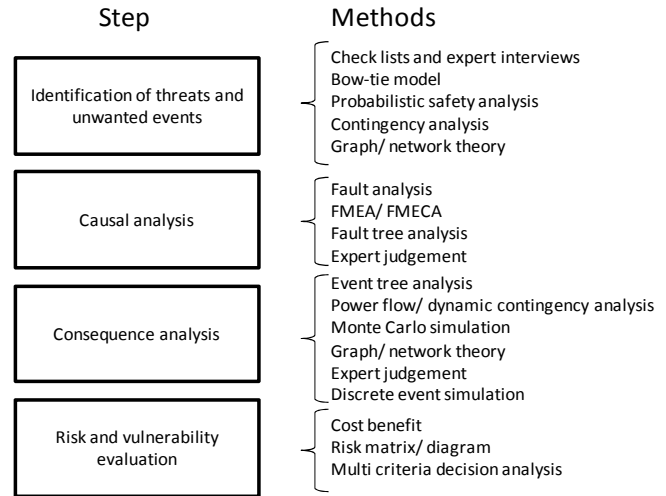 Step
Methods
Identification of threats and
unwanted events
Check lists and expert interviews
Bow-tie model
Probabilistic safety analysis
Contingency analysis
Graph/ network theory
Causal analysis
Fault analysis
FMEA/ FMECA
Fault tree analysis
Expert judgement
Consequence analysis
Event tree analysis
Power flow/ dynamic contingency analysis
Monte Carlo simulation
Graph/ network theory
Expert judgement
Discrete event simulation
Risk and vulnerability
evaluation
Cost benefit
Risk matrix/ diagram
Multi criteria decision analysis